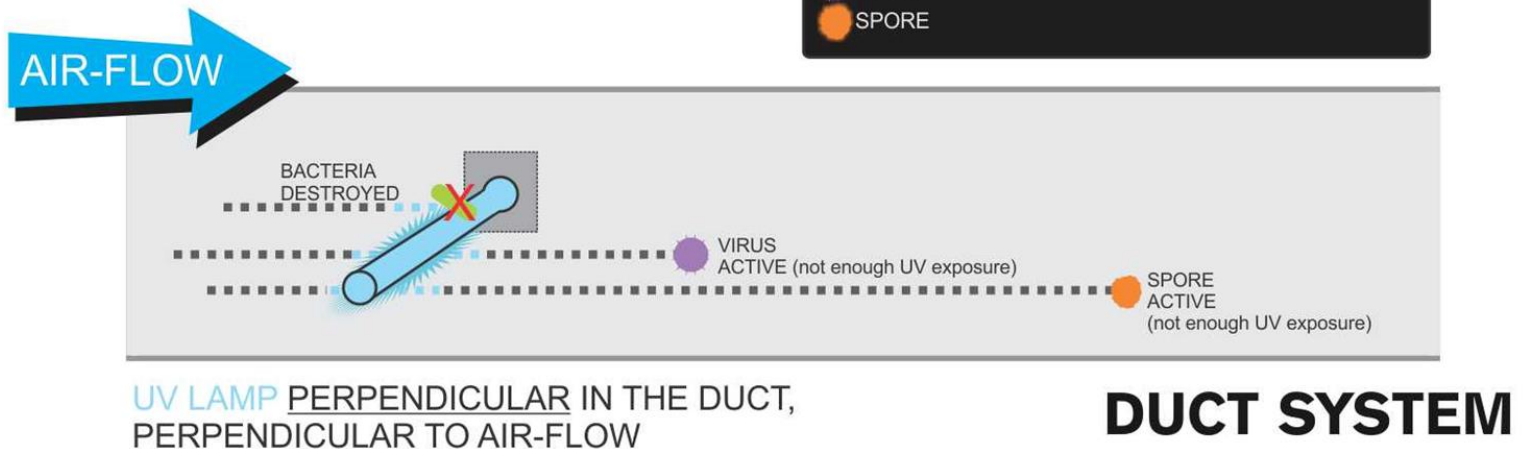 SPORE
AIR-FLOW
BACTERIA
DESTROYED
X
VIRUS
ACTIVE (not enough UV exposure)
SPORE
ACTIVE
(not enough UV exposure)
UV LAMP PERPENDICULAR IN THE DUCT,
PERPENDICULAR TO AIR-FLOW
DUCT SYSTEM